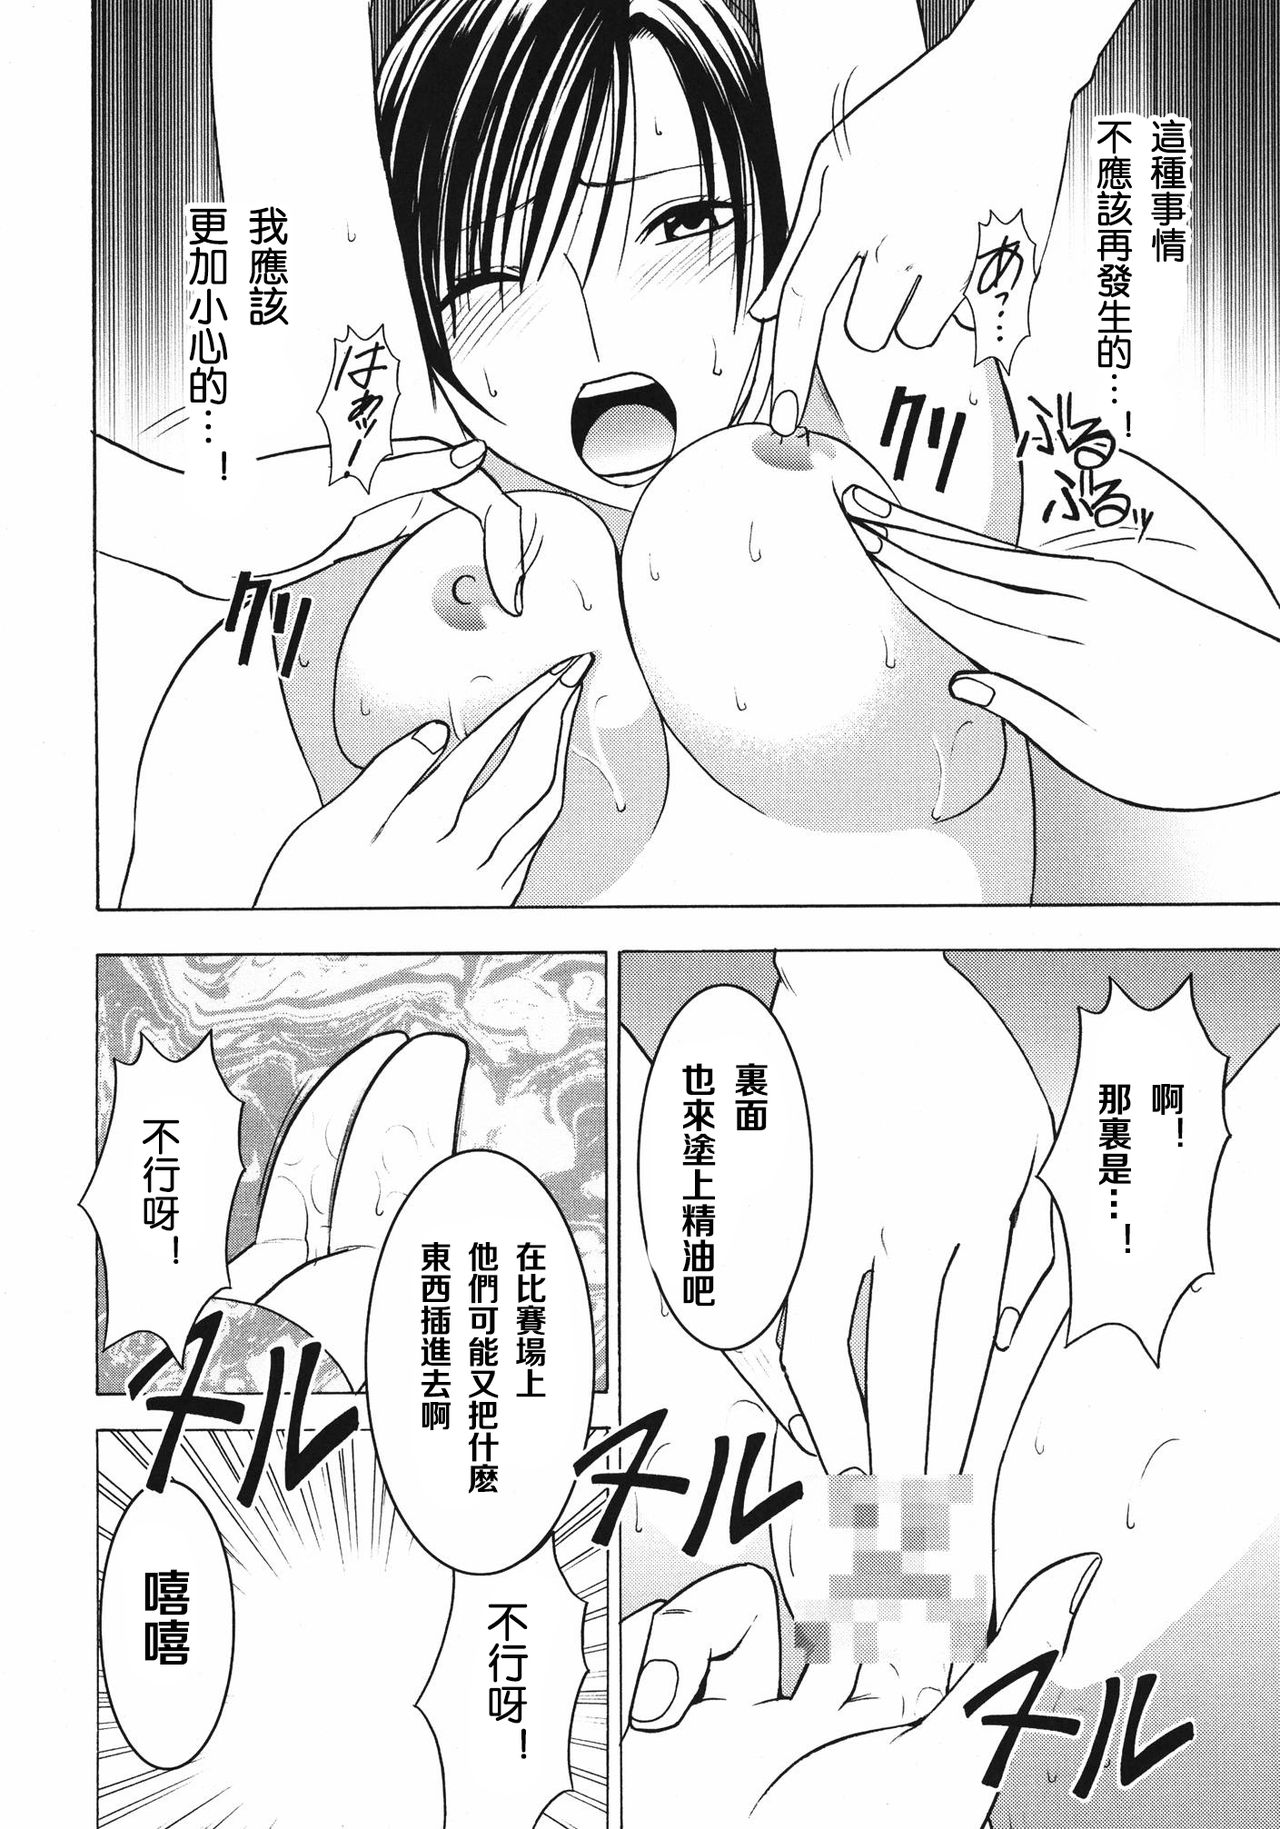 這種事情
不應該再發生的…！
あっ…
ぷるぷるッ
クリ
我應該
更加小心的…！
はぁッ…！
クリ
啊！
那裏是…！
裏面
也來塗上精油吧
ヌル
ヌル
在比賽場上
他們可能又把什麽
東西插進去啊
不行呀！
ヌル
不行呀！
嘻嘻